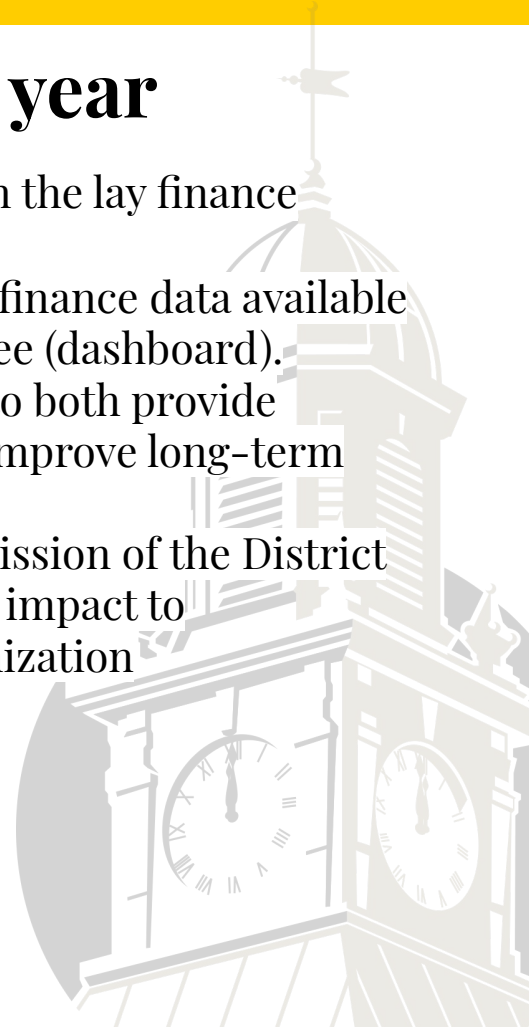 year
the lay finance
finance data available
ee (dashboard).
o both provide
mprove long-term
ission of the District
impact to
ization